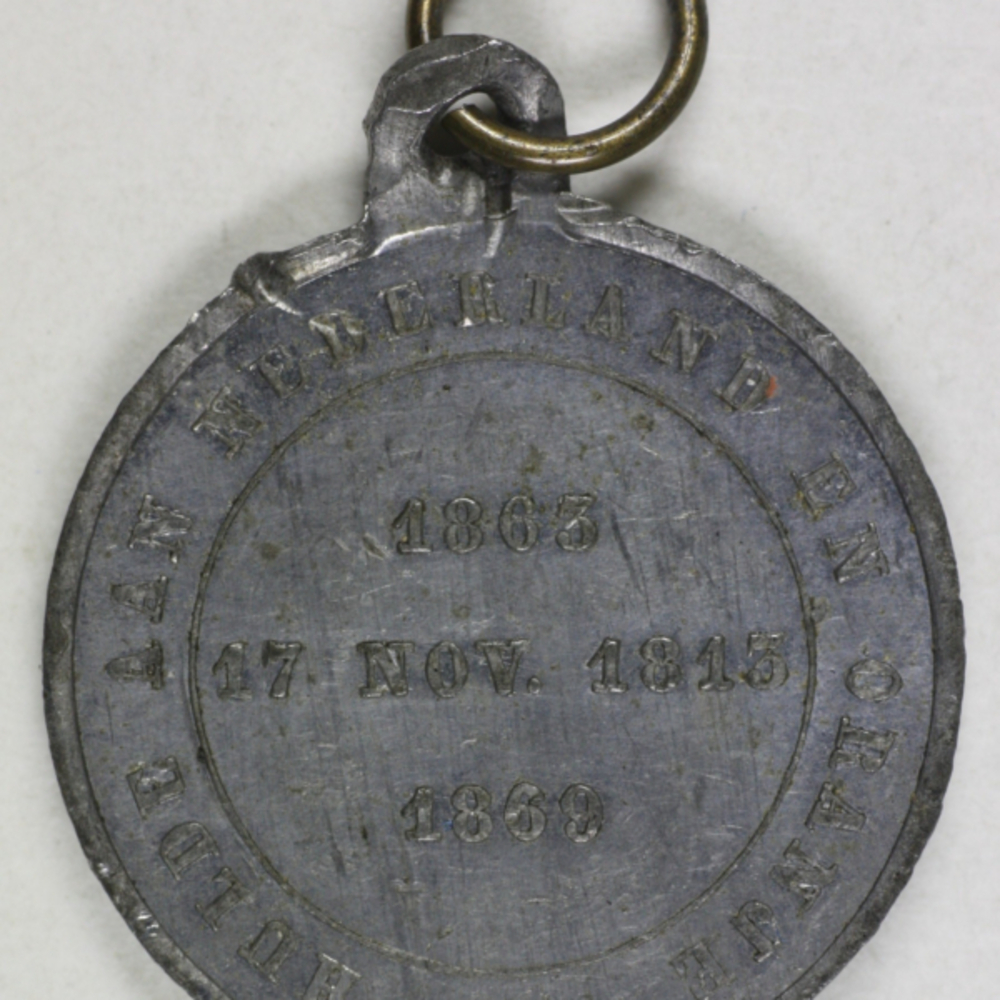 HULDE AAN NEDERLAND EN ORANJE
1863
17 NOV. 1813
1869